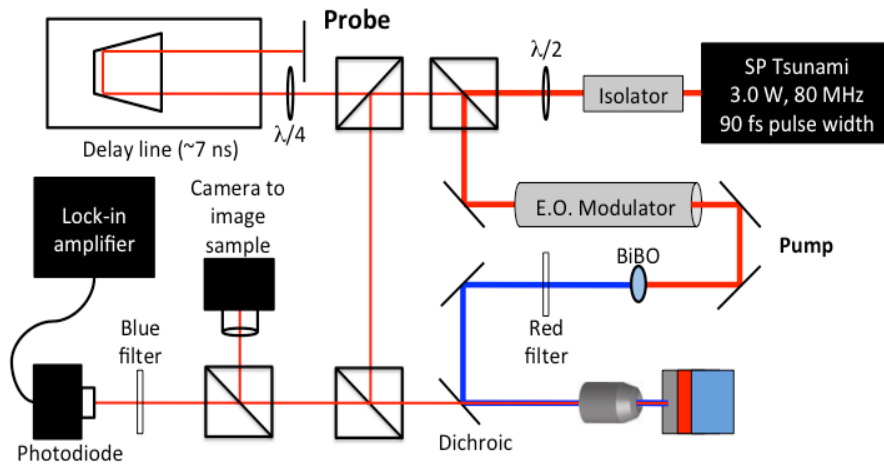 Probe
λ/2
SP Tsunami
3.0 W, 80 MHz
90 fs pulse width
Isolator
λ/4
Delay line (~7 ns)
Camera to
image
sample
Lock-in
amplifier
E.O. Modulator
Pump
BiBO
Blue
filter
Red
filter
Photodiode
Dichroic